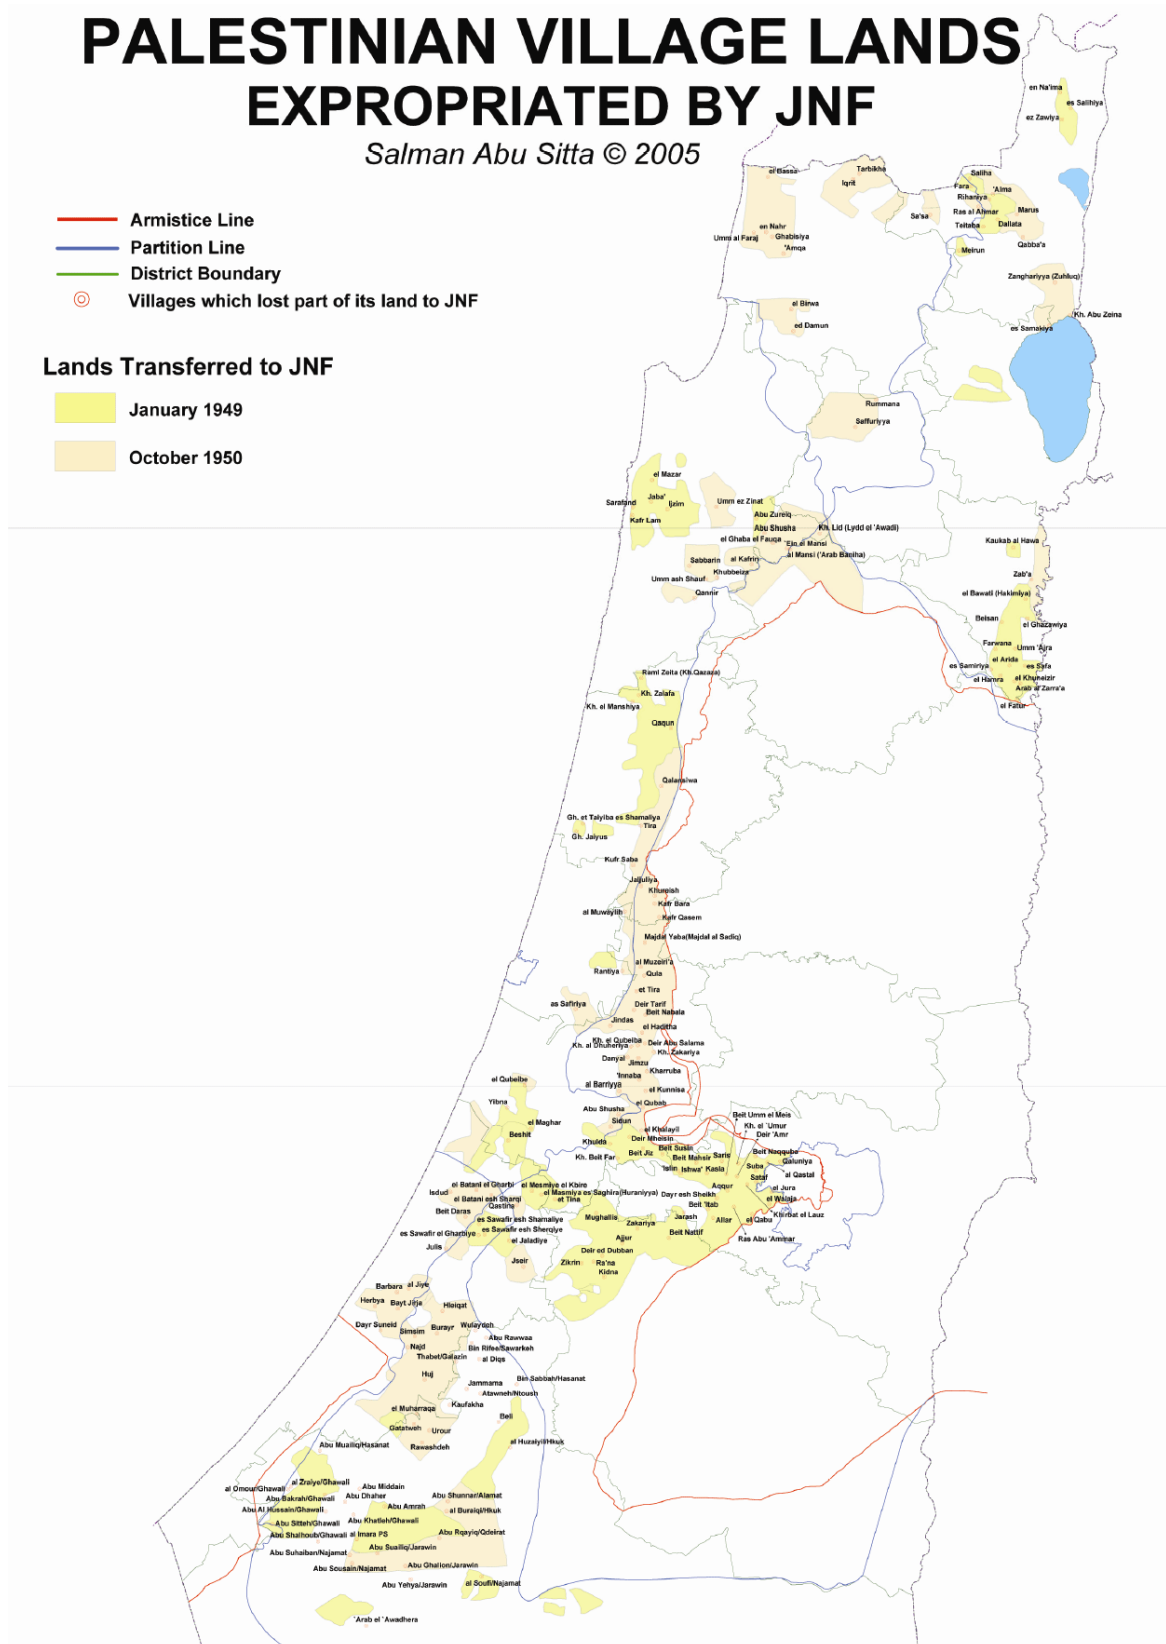 PALESTINIAN VILLAGE LANDS
EXPROPRIATED BY JNF
Salman Abu Sitta © 2005
Armistice Line
Partition Line
District Boundary
Villages which lost part of its land to JNF
Lands Transferred to JNF
January 1949
October 1950
en Na'ima
es Salihiya
ez Zawiya
el Bassa
Tarbikha
Iqrit
Saliha
Fara
'Alma
Rihaniya
Ras al Ahmar
Marus
Sa'sa
Teitaba
Dallata
en Nahr
Umm al Faraj
Ghabisiya
'Amqa
Qabba'a
Meirun
Zanghariyya (Zuhluq)
el Birwa
Kh. Abu Zeina
ed Damun
es Samakiya
Rummana
Saffuriyya
el Mazar
Jaba'
Sarafand
Ijzim
Umm ez Zinat
Kafr Lam
Abu Zureiq
Abu Shusha
Kh. Lid (Lydd el 'Awadi)
el Ghaba el Fauqa
Ein el Mansi
al Mansi ('Arab Baniha)
Kaukab al Hawa
Sabbarin
al Kafrin
Khubbeiza
Umm ash Shauf
Qannir
Zab'a
el Bawati (Hakimiya)
Beisan
el Ghazawiya
Farwana
Umm 'Ajra
el Arida
es Samiriya
es Safa
el Hamra
el Khuneizir
Arab al'Zarra'a
el Fatur
Raml Zeita (Kh.Qazaza)
Kh. Zalafa
Kh. el Manshiya
Qaqun
Qalansiwa
Gh. et Taiyiba es Shamaliya
Tira
Gh. Jaiyus
Kufr Saba
Jaljuliya
Khureish
Kafr Bara
al Muwaylih
Kafr Qasem
Majdal Yaba(Majdal al Sadiq)
al Muzeiri'a
Rantiya
Qula
et Tira
as Safiriya
Deir Tarif
Beit Nabala
Jindas
el Haditha
Kh. el Qubeiba
Kh. al Dhuheriya
Deir Abu Salama
Kh. Zakariya
Danyal
Jimzu
Kharruba
'Innaba
el Qubeibe
al Barriyya
el Kunnisa
Yibna
el Qubab
Abu Shusha
Beit Umm el Meis
el Maghar
Sidun
Kh. el 'Umur
Beshit
el Khalayil
Deir 'Amr
Khulda
Deir Mheisin
Beit Susin
Beit Naqquba
Kh. Beit Far
Beit Jiz
Beit Mahsir
Saris
Qaluniya
'Islin
Ishwa'
Kasla
Suba
Sataf
al Qastal
el Batani el Gharbi
el Mesmiye el Kbire
Aqqur
el Jura
Isdud
el Masmiya es Saghira(Huraniyya)
Dayr esh Sheikh
el Walaja
el Batani esh Sharqi
et Tina
Qastina
Beit 'Itab
Beit Daras
Mughallis
Jarash
Khirbat el Lauz
es Sawafir esh Shamaliye
Zakariya
Allar
el Qabu
es Sawafir el Gharbiye
es Sawafir esh Sherqiye
Ajjur
Beit Nattif
Ras Abu 'Ammar
Julis
el Jaladiye
Deir ed Dubban
Jseir
Zikrin
Ra'na
Kidna
Barbara
al Jiye
Herbya
Bayt Jirja
Hleiqat
Dayr Suneid
Simsim
Burayr
Wulaydeh
Abu Rawwaa
Najd
Bin Rifee/Sawarkeh
Thabet/Galazin
al Diqs
Huj
Jammama
Bin Sabbah/Hasanat
Atawneh/Ntoush
el Muharraqa
Kaufakha
Beli
Gatatweh
Urour
Abu Mualliq/Hasanat
Rawashdeh
al Huzaiyil/Hkuk
al Omour/Ghawali
al Zraiye/Ghawali
Abu Middain
Abu Bakrah/Ghawali
Abu Dhaher
Abu Shunnar/Alamat
Abu Al Hussain/Ghawali
Abu Amrah
al Buraiqi/Hkuk
Abu Sitteh/Ghawali
Abu Khatleh/Ghawali
Abu Shalhoub/Ghawali
al Imara PS
Abu Rqayiq/Qdeirat
Abu Suhaiban/Najamat
Abu Sualliq/Jarawin
Abu Sousain/Najamat
Abu Ghalion/Jarawin
Abu Yehya/Jarawin
al Soufi/Najamat
'Arab el 'Awadhera